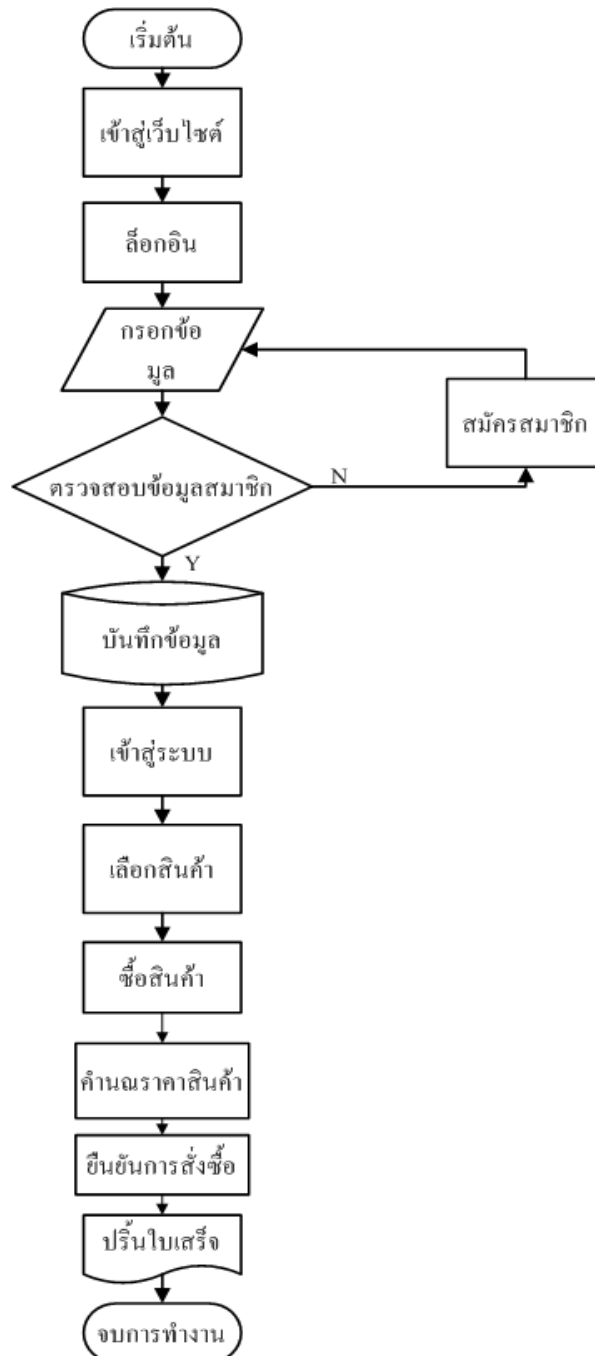 เริ่มต้น
เข้าสู่เว็บไซต์
ล็อกอิน
กรอกข้อ
มูล
สมัครสมาชิก
ตรวจสอบข้อมูลสมาชิก
N
Y
บันทึกข้อมูล
เข้าสู่ระบบ
เลือกสินค้า
ซื้อสินค้า
คำนณราคาสินค้า
ยืนยันการสั่งซื้อ
ปริ้นใบเสร็จ
จบการทำงาน